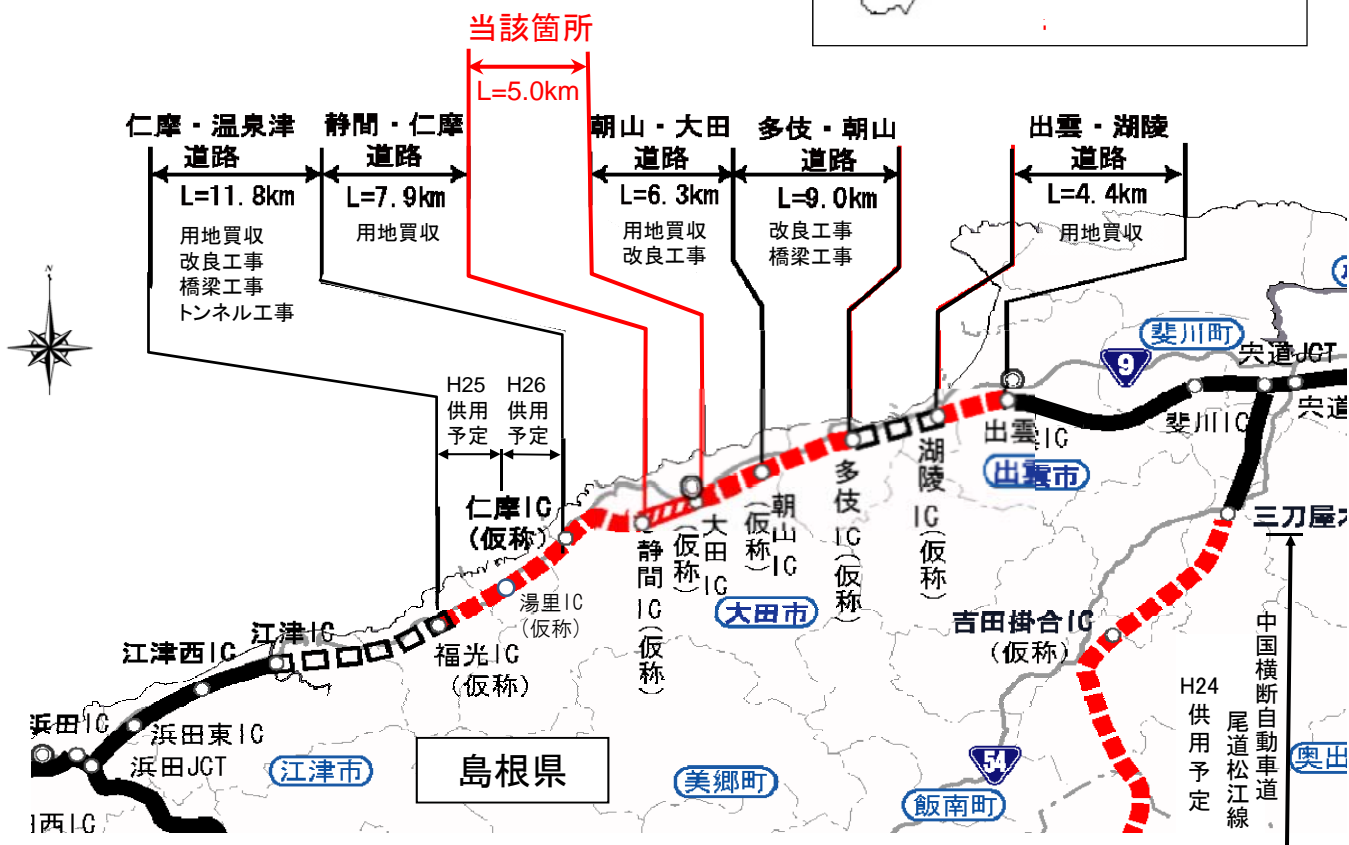 当該箇所
L=5.0km
仁摩・温泉津
道路
L=11.8km
用地買収
改良工事
橋梁工事
トンネル工事
静間・仁摩
道路
L=7.9km
用地買収
朝山・大田
道路
L=6.3km
用地買収
改良工事
多伎・朝山
道路
L=9.0km
改良工事
橋梁工事
出雲・湖陵
道路
L=4.4km
用地買収
N
H25
供用
予定
H26
供用
予定
斐川町
9
宍道JCT
宍道
斐川IC
出雲IC
出雲市
湖陵IC(仮称)
多伎IC(仮称)
朝山IC
(仮称)
大田IC
(仮称)
静間IC(仮称)
仁摩IC
(仮称)
湯里IC
(仮称)
福光IC
(仮称)
江津IC
江津西IC
浜田IC
浜田東IC
浜田JCT
江津市
島根県
美郷町
大田市
三刀屋木
吉田掛合IC
(仮称)
54
飯南町
H24
供用予定
中国横断自動車道
尾道松江線
奥出
西IC